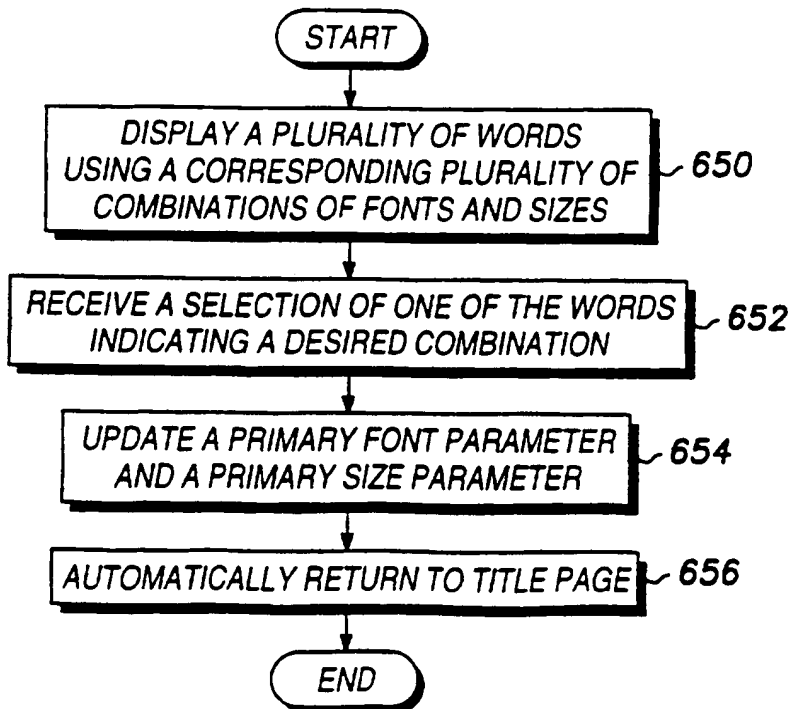 START
DISPLAY A PLURALITY OF WORDS
USING A CORRESPONDING PLURALITY OF
COMBINATIONS OF FONTS AND SIZES
650
RECEIVE A SELECTION OF ONE OF THE WORDS
INDICATING A DESIRED COMBINATION
652
UPDATE A PRIMARY FONT PARAMETER
AND A PRIMARY SIZE PARAMETER
654
AUTOMATICALLY RETURN TO TITLE PAGE
656
END